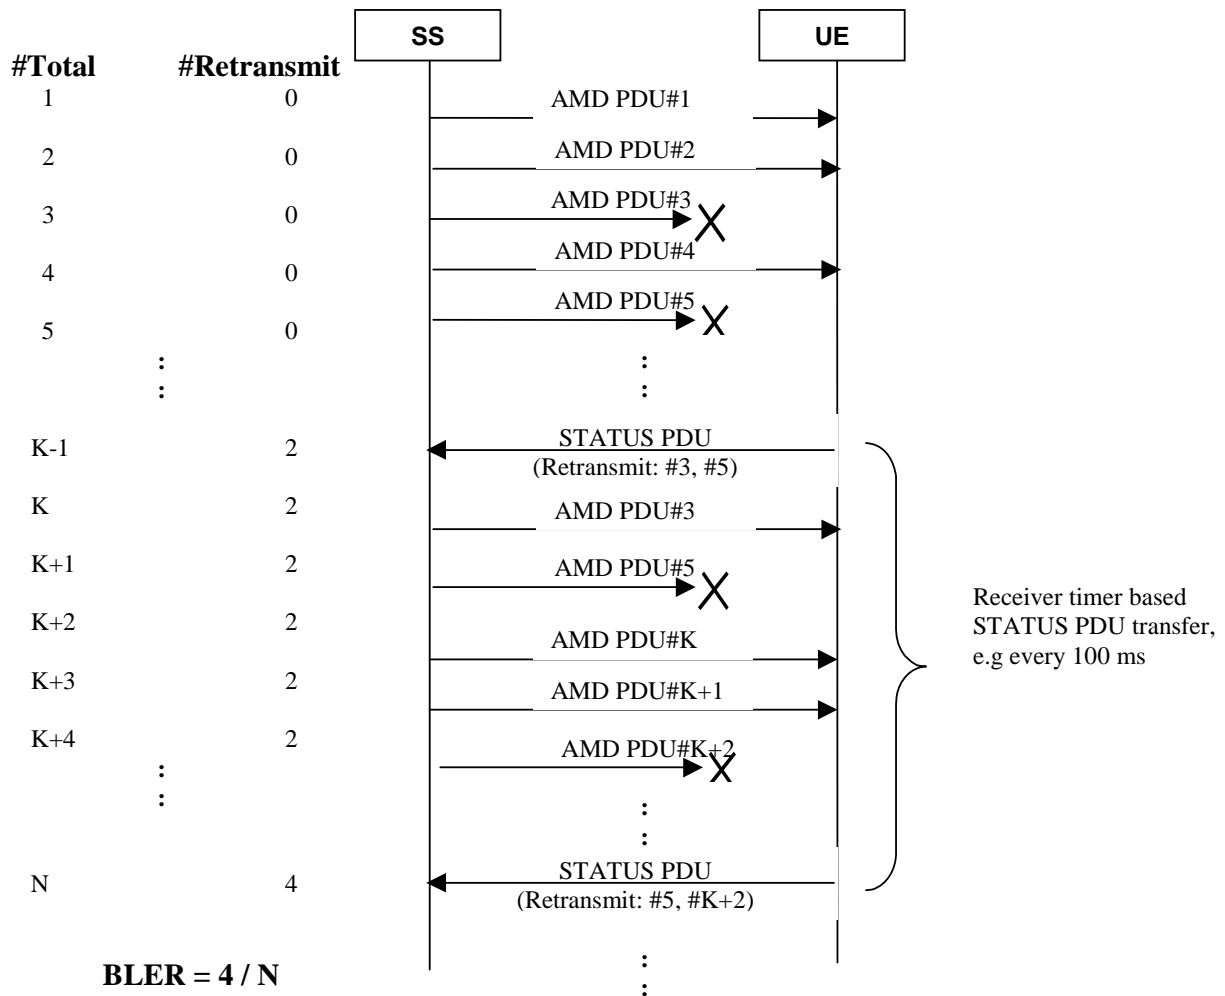 SS UE
#Total #Retransmit
1 0 AMD PDU#1
2 0 AMD PDU#2
3 0 AMD PDU#3
4 0 AMD PDU#4
5 0 AMD PDU#5
: :
: :
K-1 2 STATUS PDU
(Retransmit: #3, #5)
K 2 AMD PDU#3
K+1 2 AMD PDU#5
K+2 2 AMD PDU#K
K+3 2 AMD PDU#K+1
K+4 2 AMD PDU#K+2
Receiver timer based
STATUS PDU transfer,
e.g every 100 ms
: :
: :
N 4 STATUS PDU
(Retransmit: #5, #K+2)
BLER = 4 / N
:
: